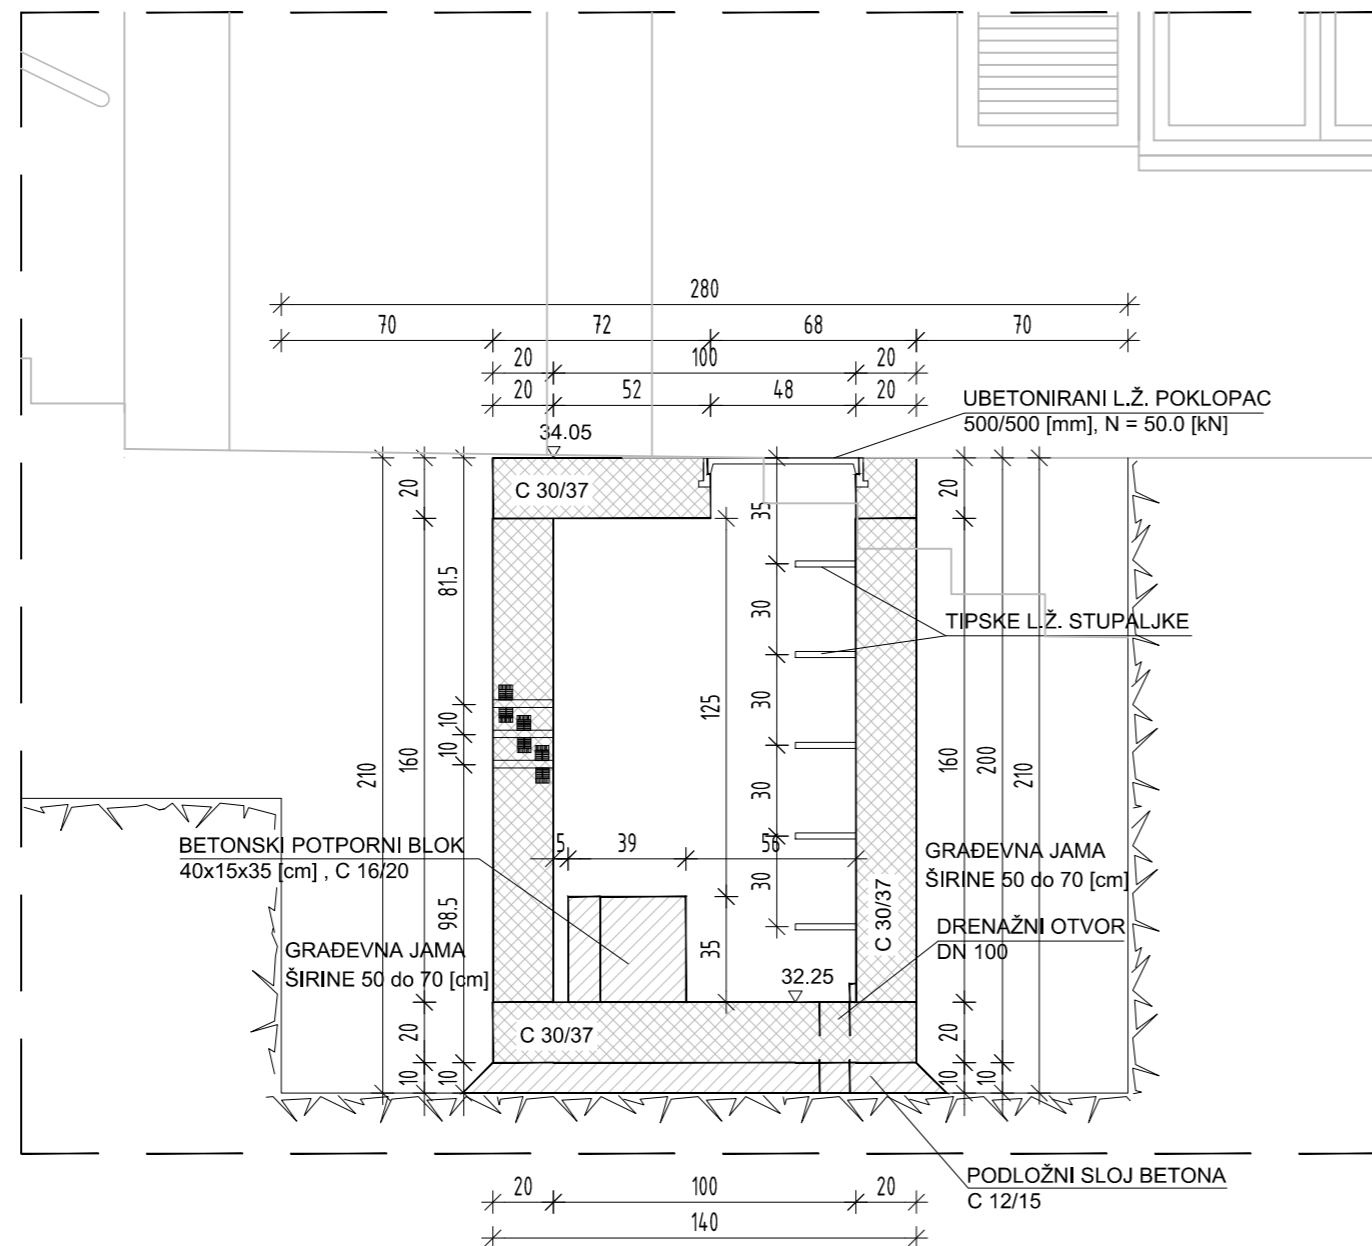 280
70 72 68 70
20 100 20
20 52 48 20
UBETONIRANI L.Ž. POKLOPAC
500/500 [mm], N = 50.0 [kN]
34.05
C 30/37
20
35
20
81.5
30
TIPSKE L.Ž. STUPALJKE
125
30
10
10
160
210
30
160
200
210
BETONSKI POTPORNI BLOK
40x15x35 [cm] , C 16/20
5 39 56
GRAĐEVNA JAMA
ŠIRINE 50 do 70 [cm]
30
C 30/37
98.5
DRENAŽNI OTVOR
DN 100
GRAĐEVNA JAMA
ŠIRINE 50 do 70 [cm]
35
32.25
20
C 30/37
20
10
10
10
10
PODLOŽNI SLOJ BETONA
C 12/15
20 100 20
140